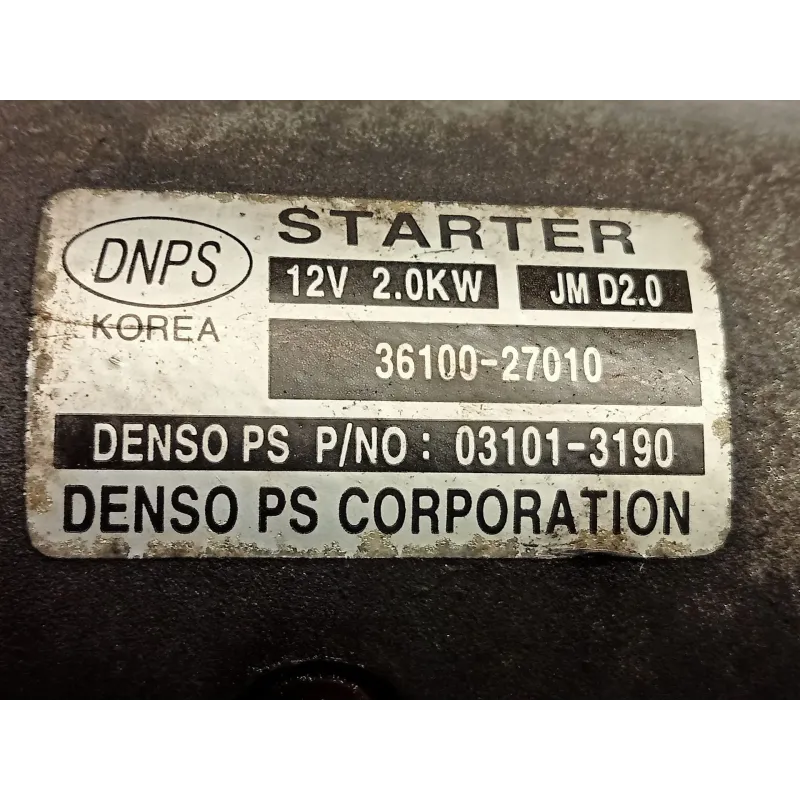 STARTER
DNPS
12V 2.0KW JM D2.0
KOREA
36100-27010
DENSO PS P/NO : 03101-3190
DENSO PS CORPORATION